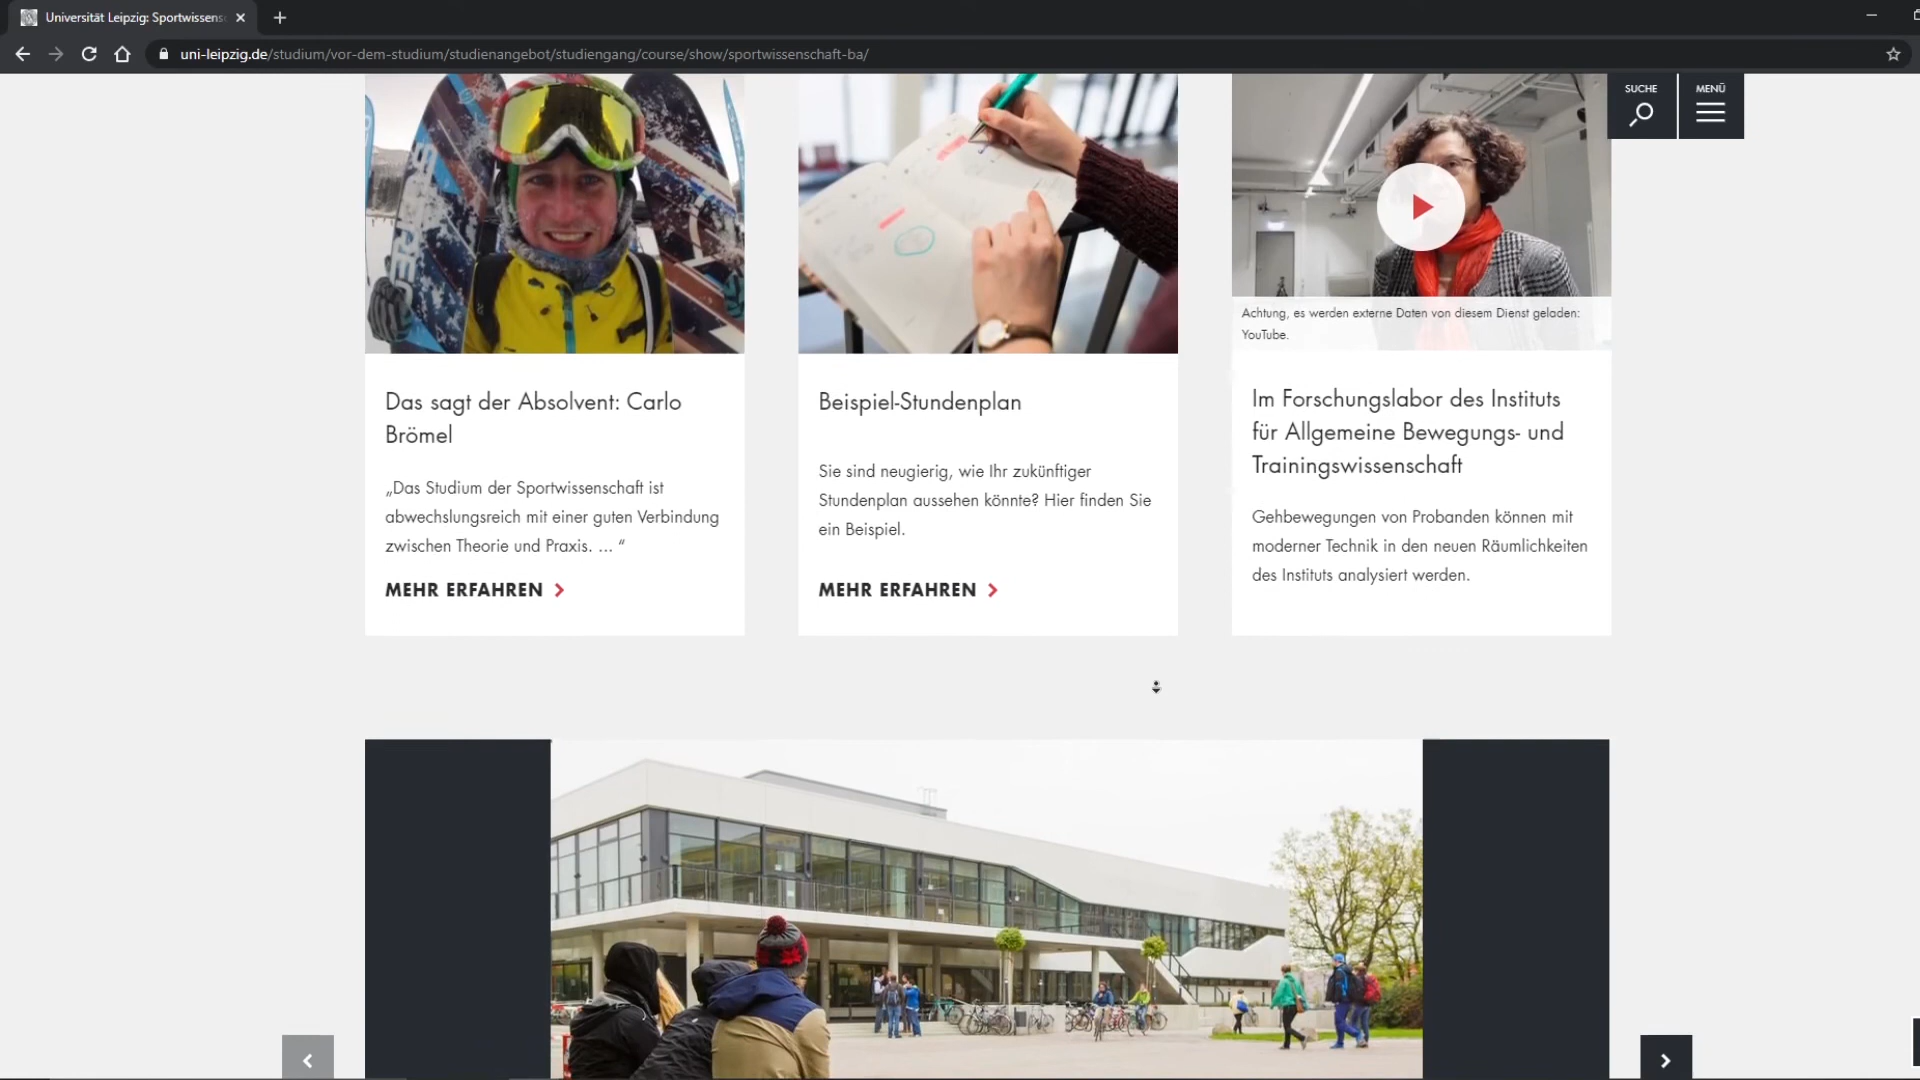 Universität Leipzig: Sportwissens
uni-leipzig.de/studium/vor-dem-studium/studienangebot/studiengang/course/show/sportwissenschaft-ba/
SUCHE
MENÜ
Achtung, es werden externe Daten von diesem Dienst geladen:
YouTube.
Das sagt der Absolvent: Carlo
Brömel
„Das Studium der Sportwissenschaft ist
abwechslungsreich mit einer guten Verbindung
zwischen Theorie und Praxis. ... “
MEHR ERFAHREN
Beispiel-Stundenplan
Sie sind neugierig, wie Ihr zukünftiger
Stundenplan aussehen könnte? Hier finden Sie
ein Beispiel.
MEHR ERFAHREN
Im Forschungslabor des Instituts
für Allgemeine Bewegungs- und
Trainingswissenschaft
Gehbewegungen von Probanden können mit
moderner Technik in den neuen Räumlichkeiten
des Instituts analysiert werden.